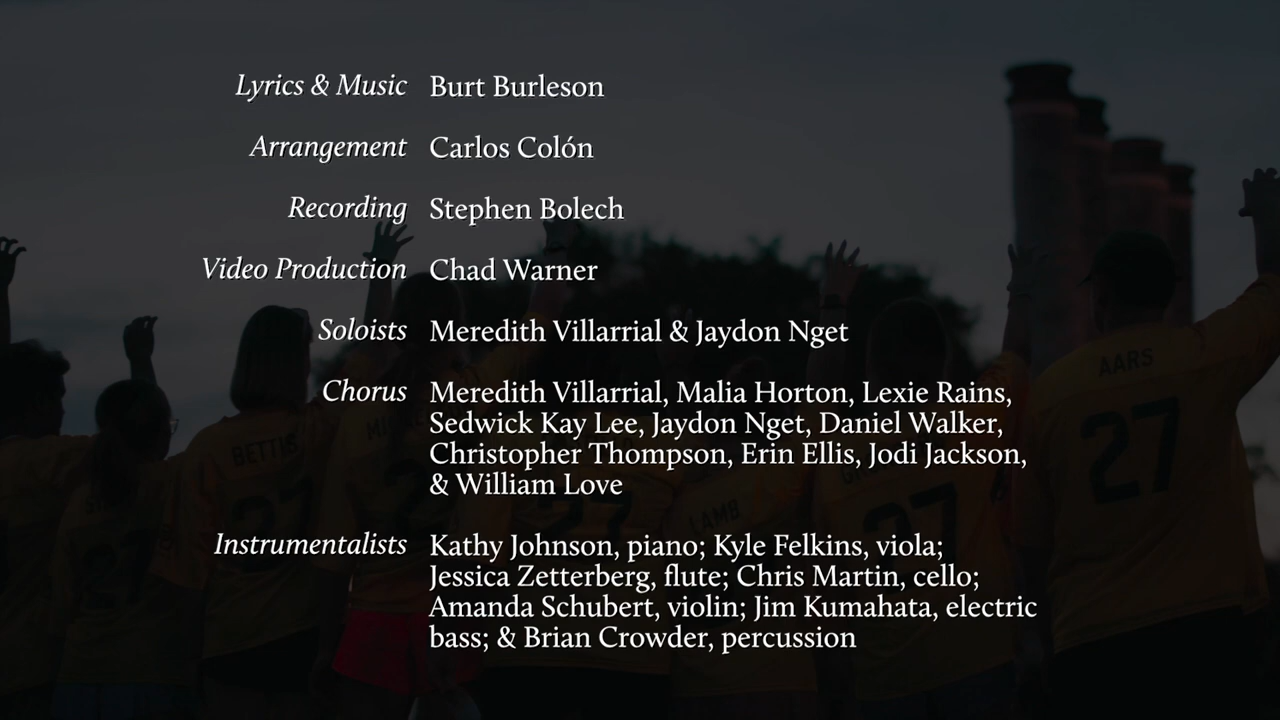 Lyrics & Music Burt Burleson
Arrangement Carlos Colón
Recording Stephen Bolech
Video Production Chad Warner
Soloists Meredith Villarrial & Jaydon Nget
Chorus Meredith Villarrial, Malia Horton, Lexie Rains,
Sedwick Kay Lee, Jaydon Nget, Daniel Walker,
Christopher Thompson, Erin Ellis, Jodi Jackson,
& William Love
Instrumentalists Kathy Johnson, piano; Kyle Felkins, viola;
Jessica Zetterberg, flute; Chris Martin, cello;
Amanda Schubert, violin; Jim Kumahata, electric
bass; & Brian Crowder, percussion
BETTIS
27
LAMB
27
AARS
27